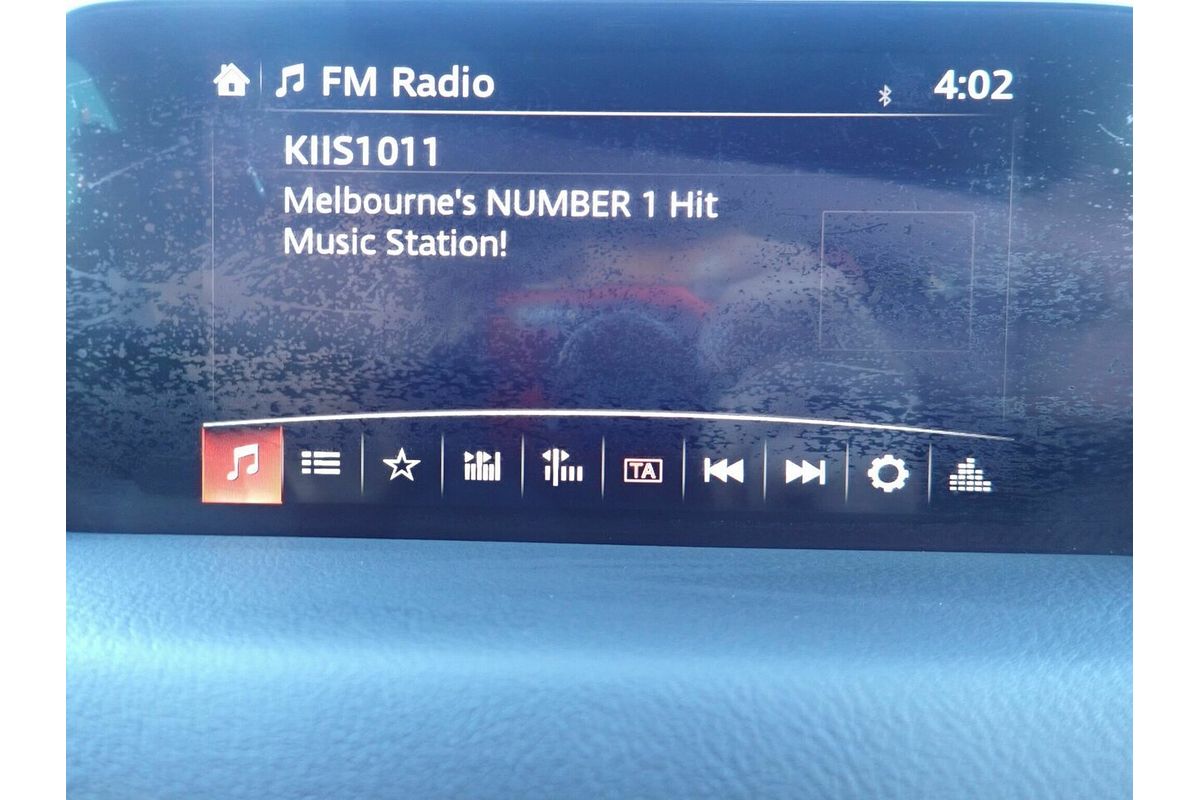 FM Radio
4:02
KIIS1011
Melbourne's NUMBER 1 Hit
Music Station!
TA